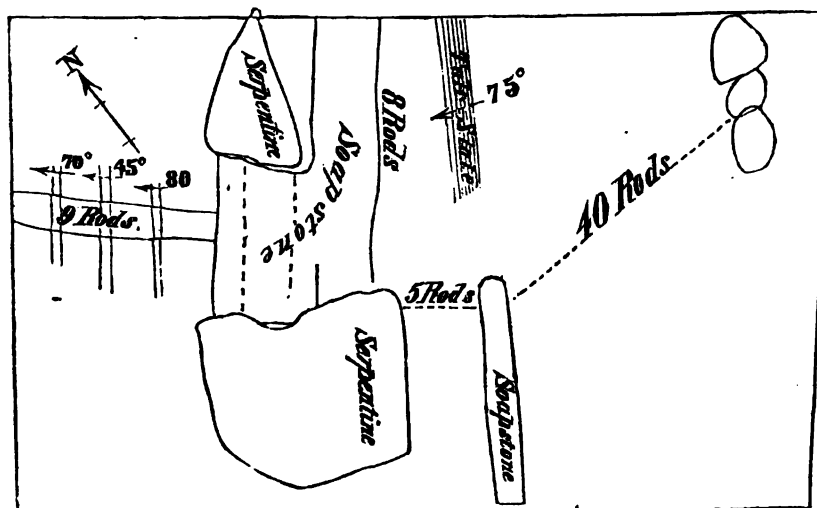 N
Serpentine
Soapstone
8 Rods
75°
70°
45°
80
9 Rods.
40 Rods
5 Rods
Serpentine
Soapstone